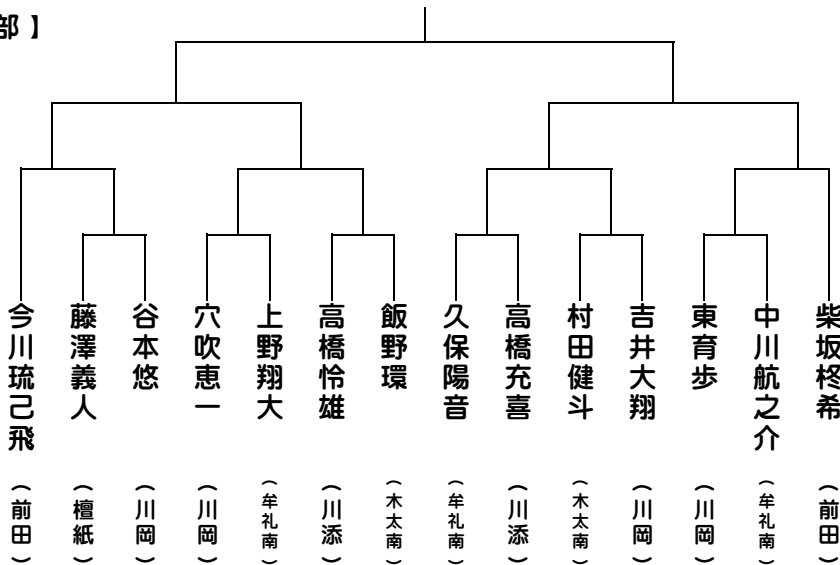 部 】
今川琉己飛
（前田）
藤澤義人
（檀紙）
谷本悠
（川岡）
穴吹恵一
（川岡）
上野翔大
（牟礼南）
高橋怜雄
（川添）
飯野環
（木太南）
久保陽音
（牟礼南）
高橋充喜
（川添）
村田健斗
（木太南）
吉井大翔
（川岡）
東育歩
（川岡）
中川航之介
（牟礼南）
柴坂柊希
（前田）